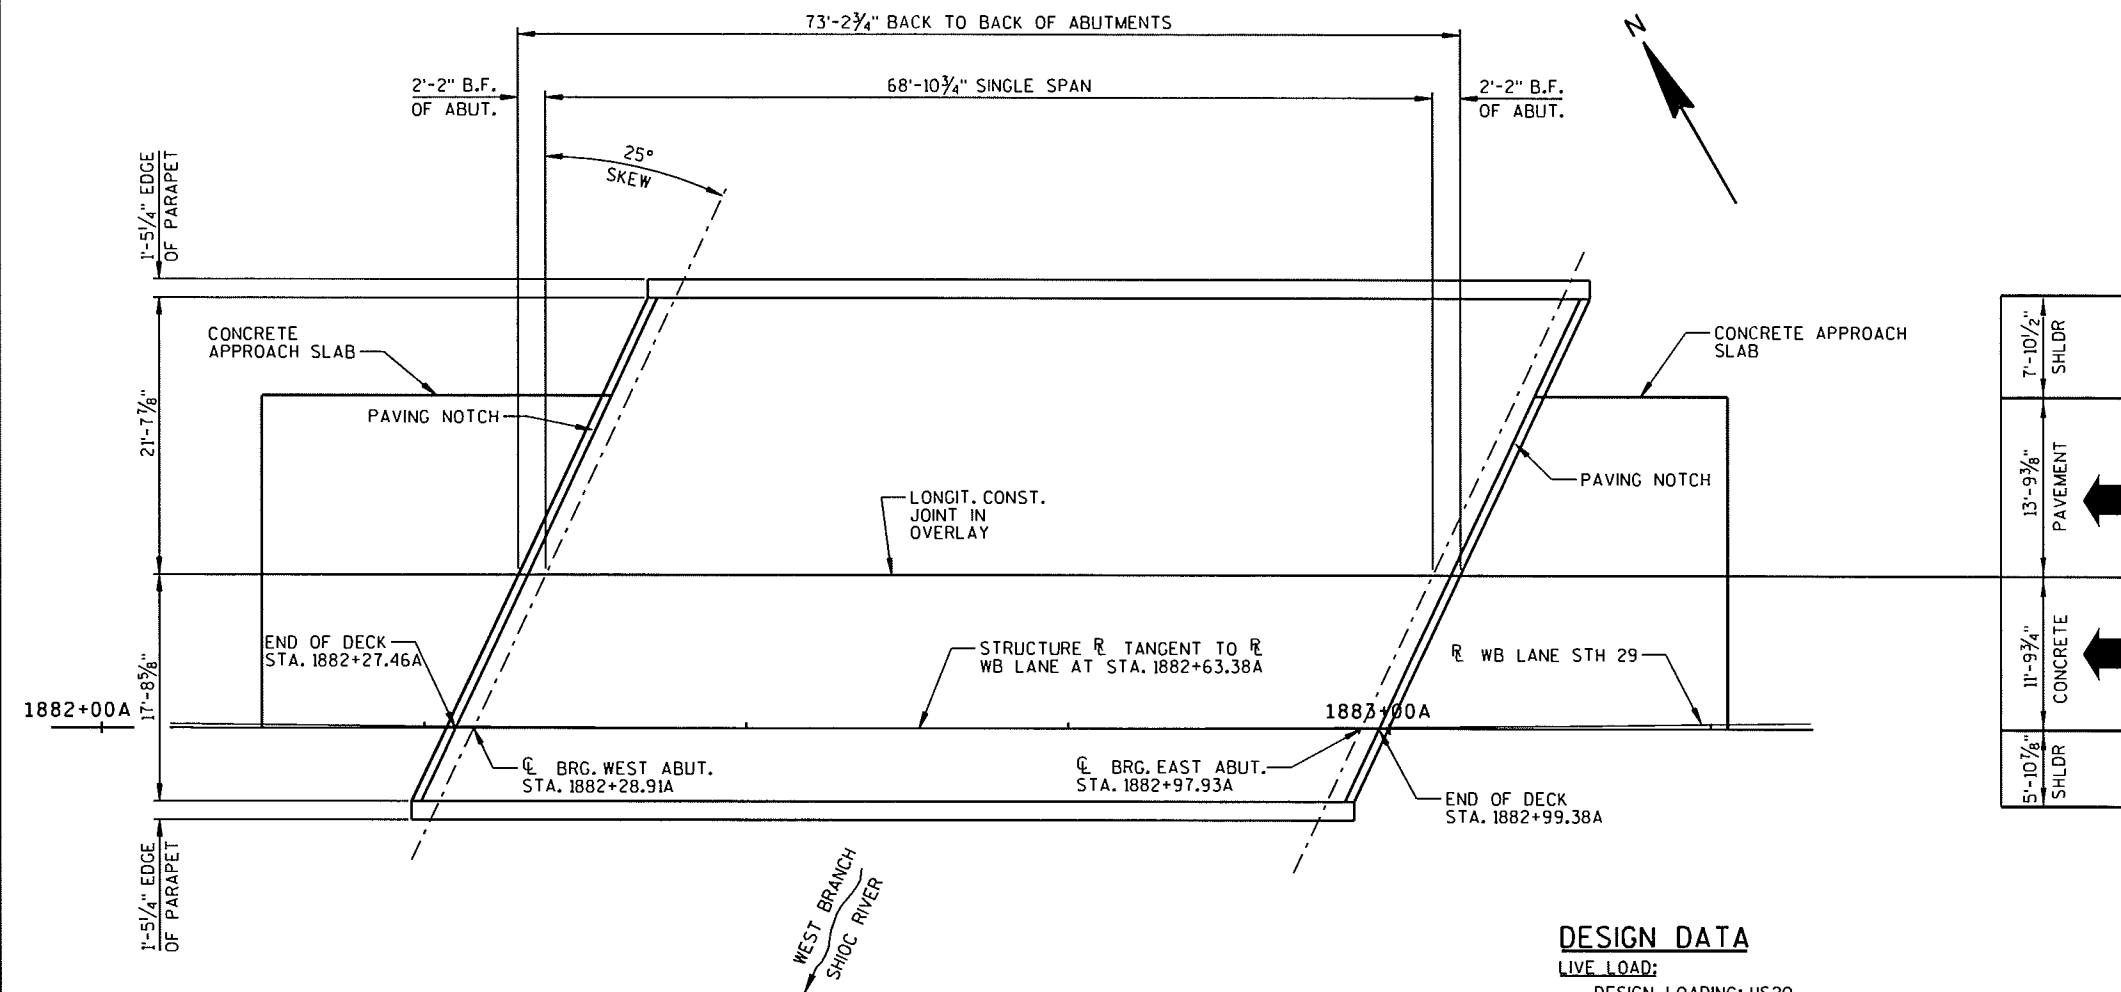 73'-2¾" BACK TO BACK OF ABUTMENTS
N
2'-2" B.F.
OF ABUT.
68'-10¾" SINGLE SPAN
2'-2" B.F.
OF ABUT.
25°
SKEW
1'-5¼" EDGE
OF PARAPET
CONCRETE
APPROACH SLAB
PAVING NOTCH
21'-7⅞"
CONCRETE APPROACH
SLAB
PAVING NOTCH
7'-10½"
SHLDR
13'-9⅜"
PAVEMENT
LONGIT. CONST.
JOINT IN
OVERLAY
END OF DECK
STA. 1882+27.46A
STRUCTURE ℞ TANGENT TO ℞
WB LANE AT STA. 1882+63.38A
℞ WB LANE STH 29
11'-9¾"
CONCRETE
17'-8⅝"
1882+00A
1883+00A
℄ BRG. WEST ABUT.
STA. 1882+28.91A
℄ BRG. EAST ABUT.
STA. 1882+97.93A
END OF DECK
STA. 1882+99.38A
5'-10⅞"
SHLDR
1'-5¼" EDGE
OF PARAPET
WEST BRANCH
SHIOC RIVER
DESIGN DATA
LIVE LOAD:
DESIGN LOADING: HS20